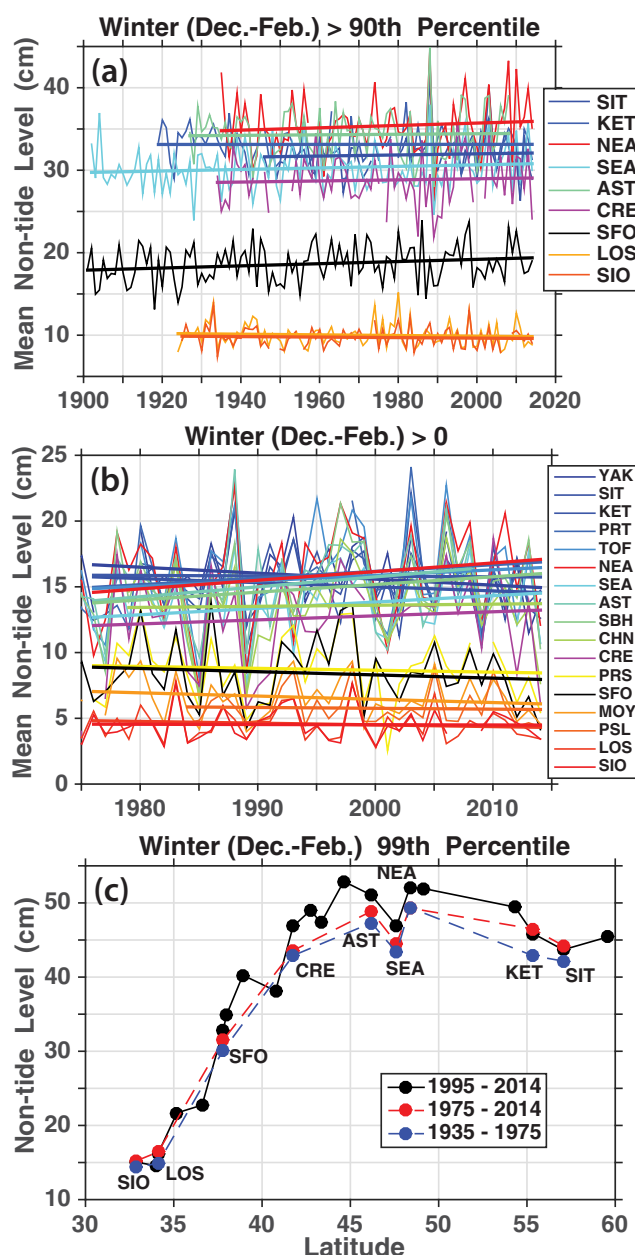 Winter (Dec.-Feb.) > 90th Percentile
(a)
Mean Non-tide Level (cm)
40
30
20
10
1900 1920 1940 1960 1980 2000 2020
SIT
KET
NEA
SEA
AST
CRE
SFO
LOS
SIO
Winter (Dec.-Feb.) > 0
(b)
Mean Non-tide Level (cm)
25
20
15
10
5
0
1980 1990 2000 2010
YAK
SIT
KET
PRT
TOF
NEA
SEA
AST
SBH
CHN
CRE
PRS
SFO
MOY
PSL
LOS
SIO
Winter (Dec.-Feb.) 99th Percentile
(c)
Non-tide Level (cm)
50
40
30
20
10
NEA
AST
SEA
CRE
KET
SIT
SFO
SIO
LOS
1995 - 2014
1975 - 2014
1935 - 1975
30 35 40 45 50 55 60
Latitude